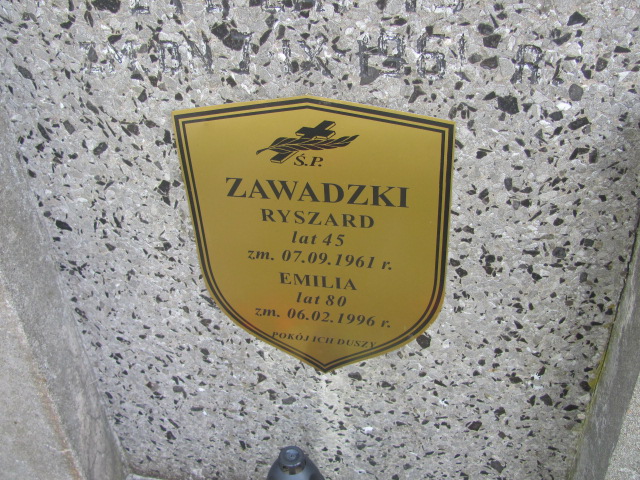 Ś.P.
ZAWADZKI
RYSZARD
lat 45
zm. 07.09.1961 r.
EMILIA
lat 80
zm. 06.02.1996 r.
POKÓJ ICH DUSZY